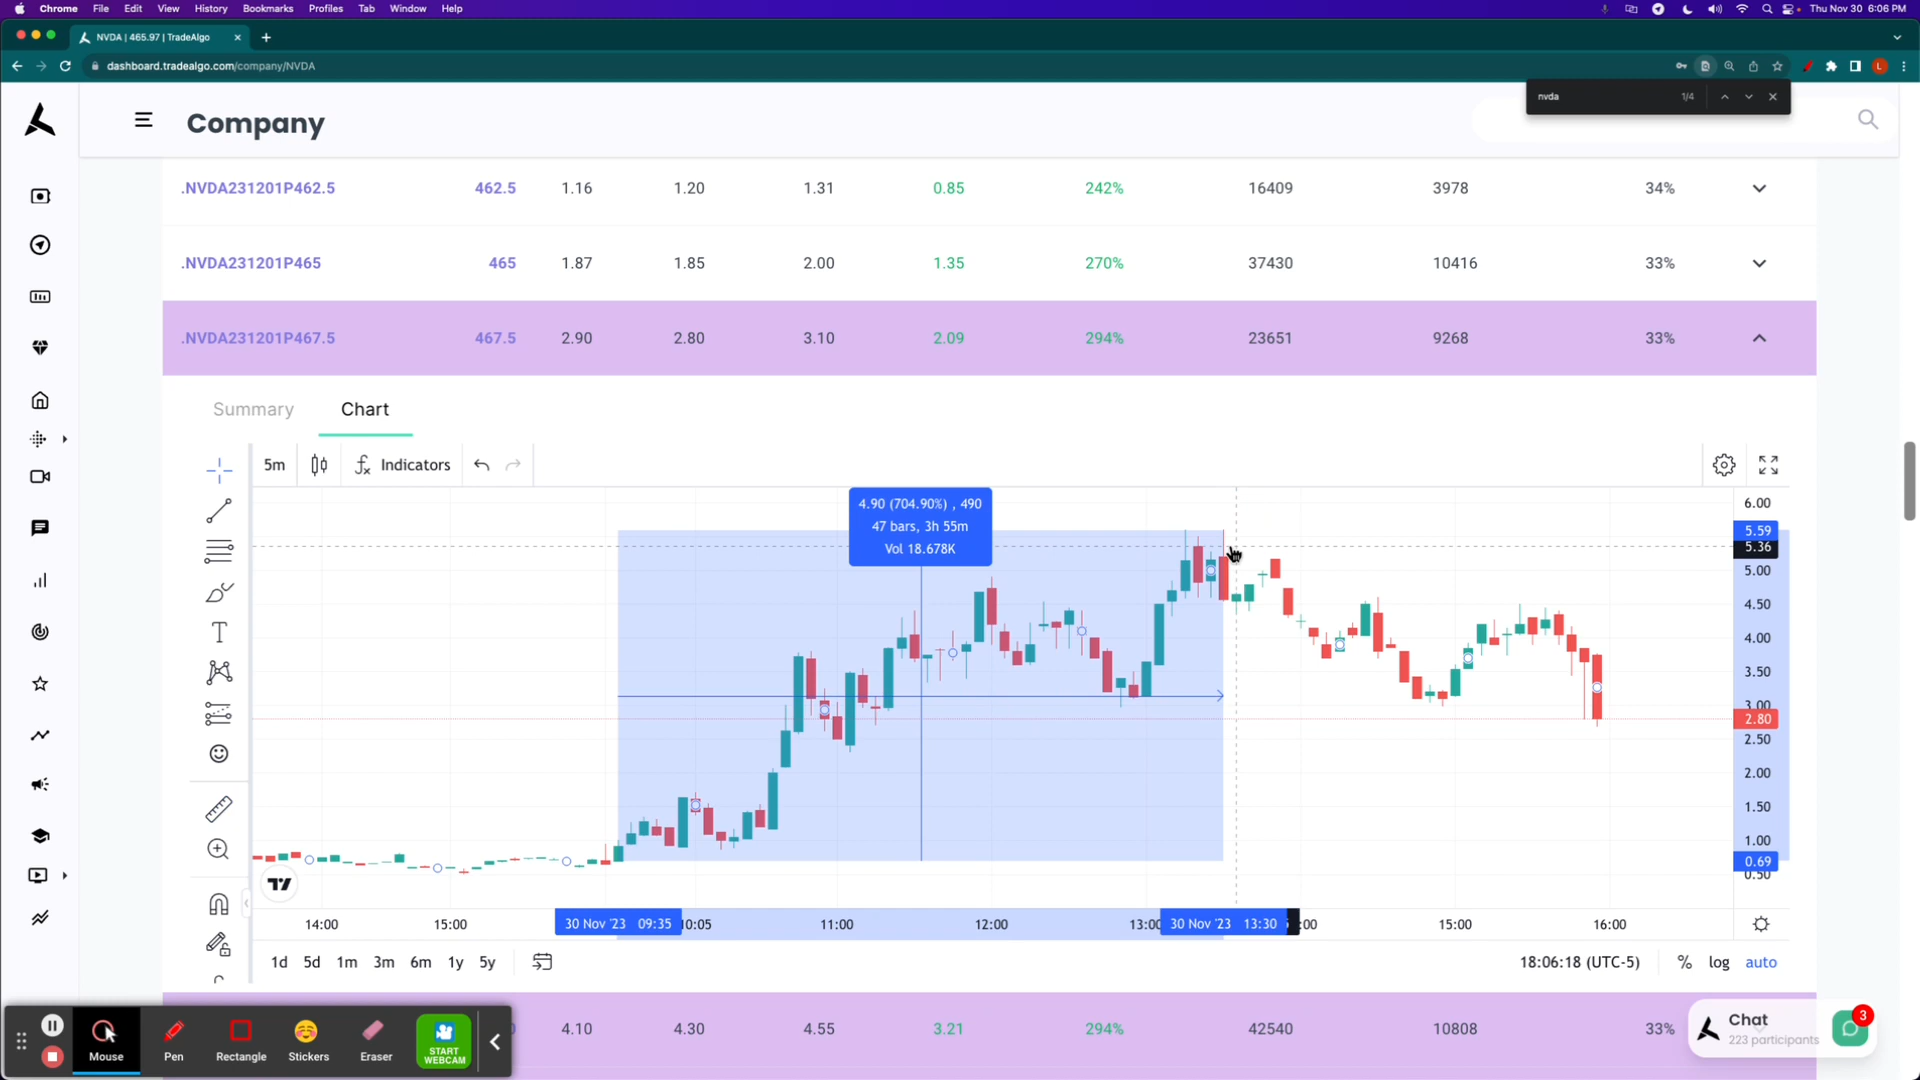 Chrome File Edit View History Bookmarks Profiles Tab Window Help Thu Nov 30 6:06 PM
NVDA | 465.97 | TradeAlgo
dashboard.tradealgo.com/company/NVDA
nvda 1/4
Company
.NVDA231201P462.5 462.5 1.16 1.20 1.31 0.85 242% 16409 3978 34%
.NVDA231201P465 465 1.87 1.85 2.00 1.35 270% 37430 10416 33%
.NVDA231201P467.5 467.5 2.90 2.80 3.10 2.09 294% 23651 9268 33%
Summary Chart
5m Indicators
4.90 (704.90%) , 490
47 bars, 3h 55m
Vol 18.678K
6.00
5.59
5.36
5.00
4.50
4.00
3.50
3.00
2.80
2.50
2.00
1.50
1.00
0.69
0.50
14:00 15:00 30 Nov '23 09:35 10:05 11:00 12:00 13:00 30 Nov '23 13:30 :00 15:00 16:00
1d 5d 1m 3m 6m 1y 5y 18:06:18 (UTC-5) % log auto
4.10 4.30 4.55 3.21 294% 42540 10808 33%
Mouse Pen Rectangle Stickers Eraser START
WEBCAM
Chat 3
223 participants
L